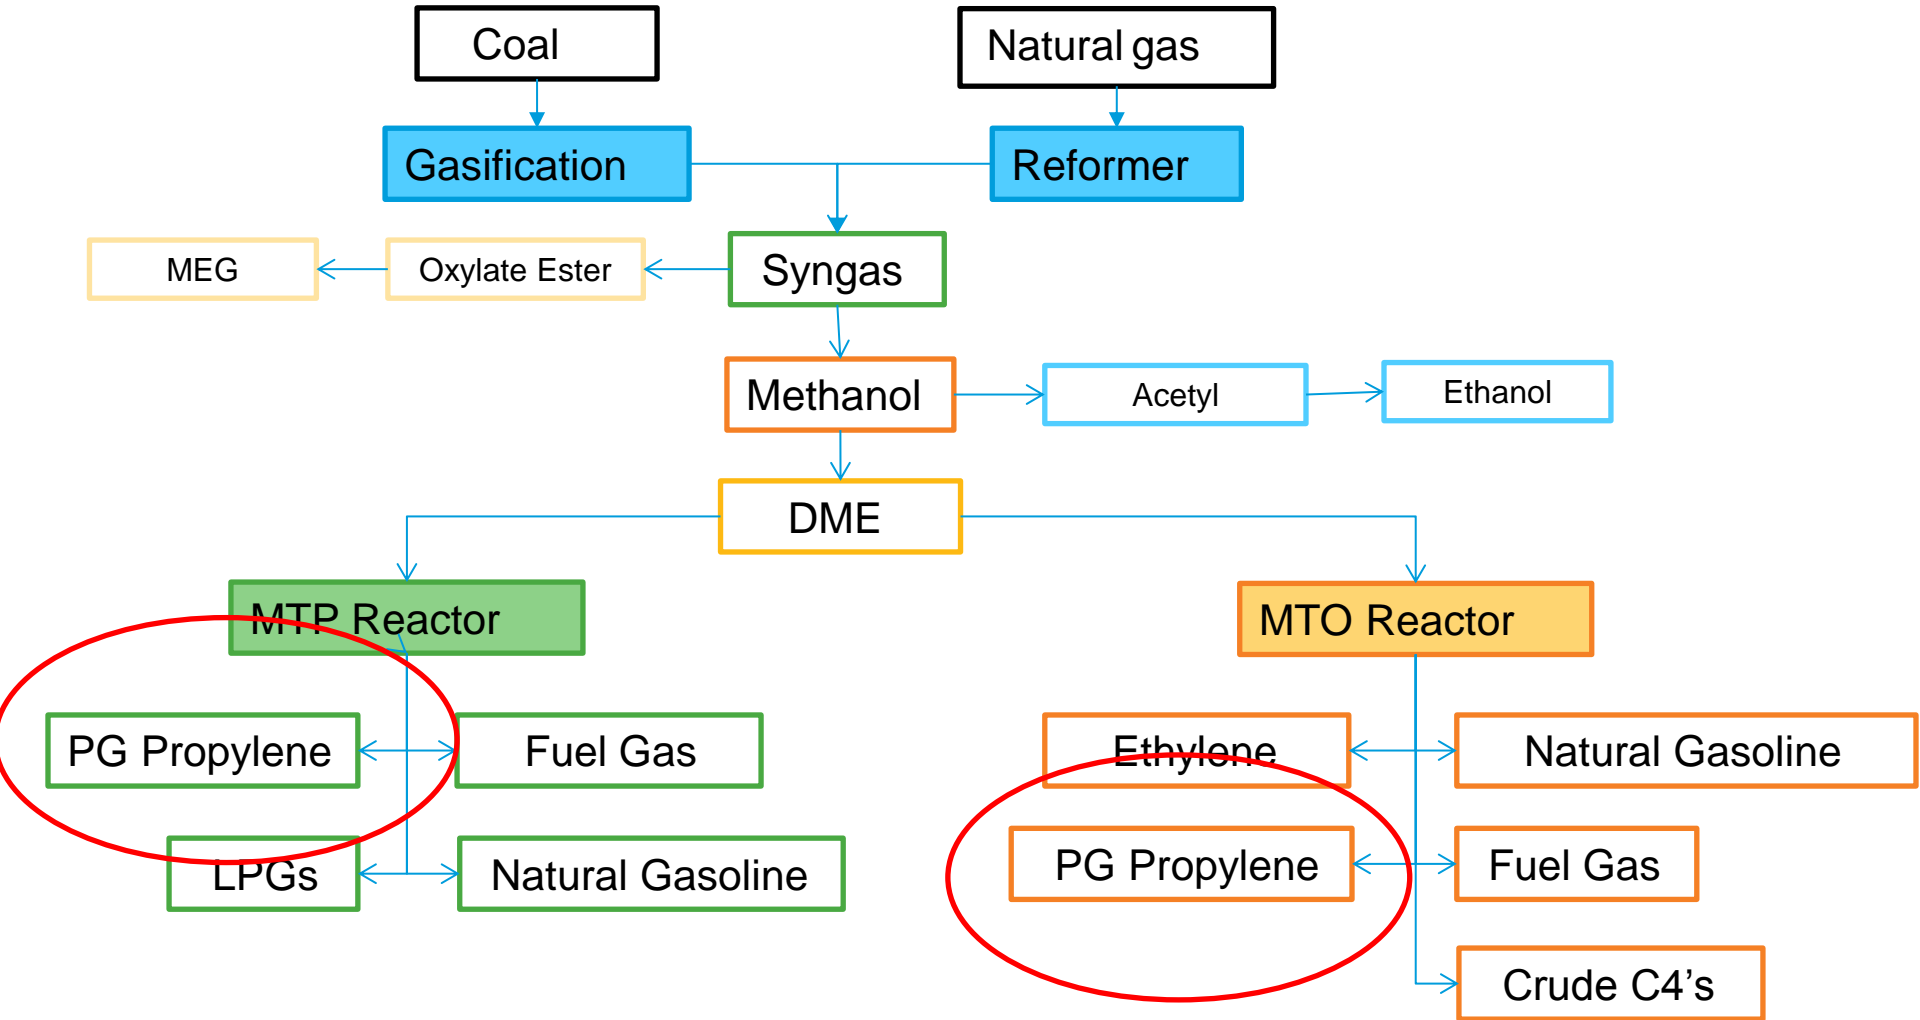 Coal
Natural gas
Gasification
Reformer
MEG
Oxylate Ester
Syngas
Methanol
Acetyl
Ethanol
DME
MTP Reactor
MTO Reactor
PG Propylene
Fuel Gas
Ethylene
Natural Gasoline
LPGs
Natural Gasoline
PG Propylene
Fuel Gas
Crude C4’s